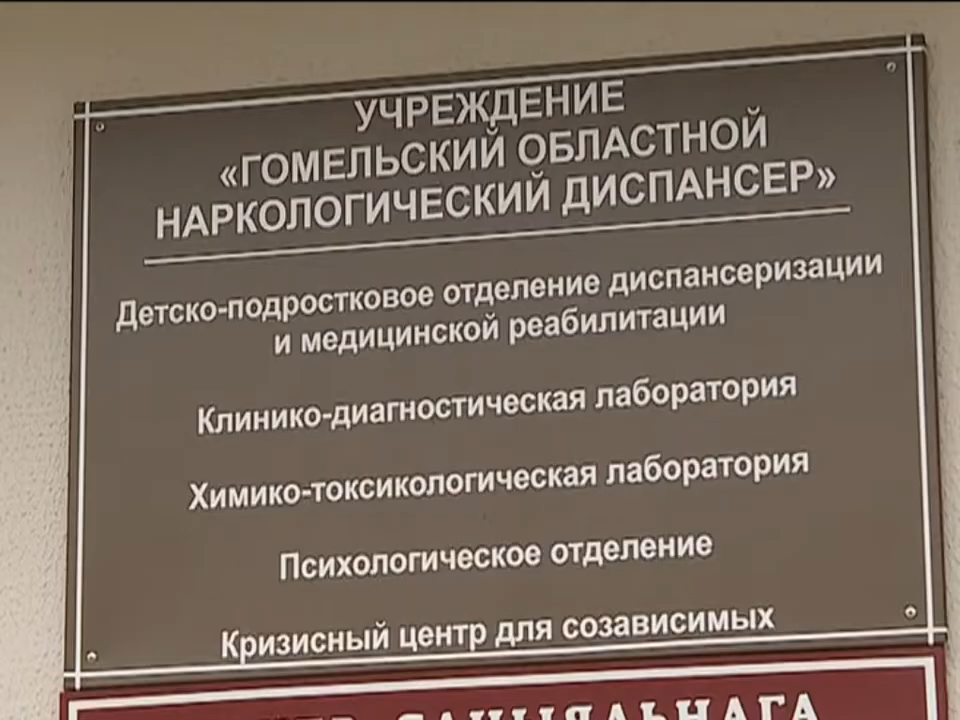 УЧРЕЖДЕНИЕ
«ГОМЕЛЬСКИЙ ОБЛАСТНОЙ
НАРКОЛОГИЧЕСКИЙ ДИСПАНСЕР»
Детско-подростковое отделение диспансеризации
и медицинской реабилитации
Клинико-диагностическая лаборатория
Химико-токсикологическая лаборатория
Психологическое отделение
Кризисный центр для созависимых
САЦЫЯЛЬНАГА